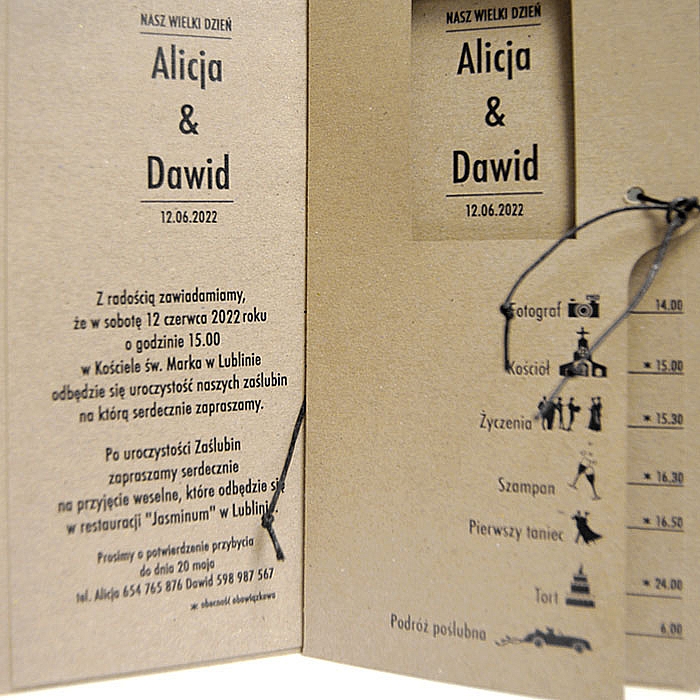 NASZ WIELKI DZIEŃ
Alicja
&
Dawid
12.06.2022
Z radością zawiadamiamy,
że w sobotę 12 czerwca 2022 roku
o godzinie 15.00
w Kościele św. Marka w Lublinie
odbędzie się uroczystość naszych zaślubin
na którą serdecznie zapraszamy.
Po uroczystości Zaślubin
zapraszamy serdecznie
na przyjęcie weselne, które odbędzie się
w restauracji "Jasminum" w Lublinie.
Prosimy o potwierdzenie przybycia
do dnia 20 maja
tel. Alicja 654 765 876 Dawid 598 987 567
* obecność obowiązkowa
NASZ WIELKI DZIEŃ
Alicja
&
Dawid
12.06.2022
Fotograf 14.00
Kościół * 15.00
Życzenia * 15.30
Szampan * 16.30
Pierwszy taniec * 16.50
Tort * 24.00
Podróż poślubna 6.00